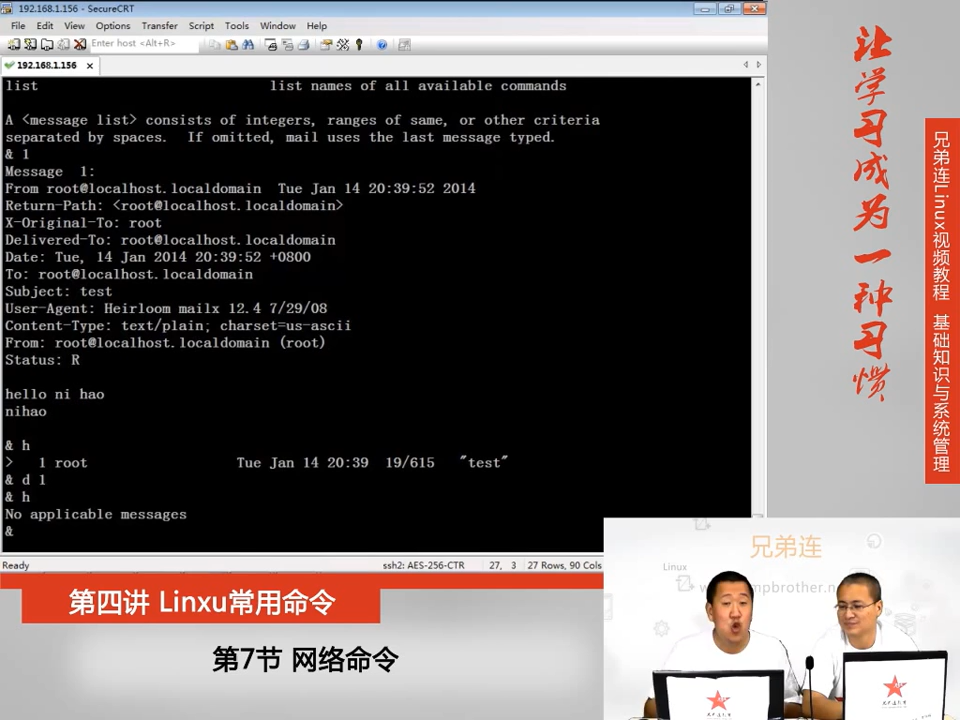 192.168.1.156 - SecureCRT
File Edit View Options Transfer Script Tools Window Help
Enter host <Alt+R>
192.168.1.156
list list names of all available commands
A <message list> consists of integers, ranges of same, or other criteria
separated by spaces. If omitted, mail uses the last message typed.
& 1
Message 1:
From root@localhost.localdomain Tue Jan 14 20:39:52 2014
Return-Path: <root@localhost.localdomain>
X-Original-To: root
Delivered-To: root@localhost.localdomain
Date: Tue, 14 Jan 2014 20:39:52 +0800
To: root@localhost.localdomain
Subject: test
User-Agent: Heirloom mailx 12.4 7/29/08
Content-Type: text/plain; charset=us-ascii
From: root@localhost.localdomain (root)
Status: R
hello ni hao
nihao
& h
> 1 root Tue Jan 14 20:39 19/615 "test"
& d 1
& h
No applicable messages
&
Ready ssh2: AES-256-CTR 27, 3 27 Rows, 90 Cols
让学习成为一种习惯
兄弟连Linux视频教程 基础知识与系统管理
兄弟连
Linux
第四讲 Linxu常用命令
第7节 网络命令